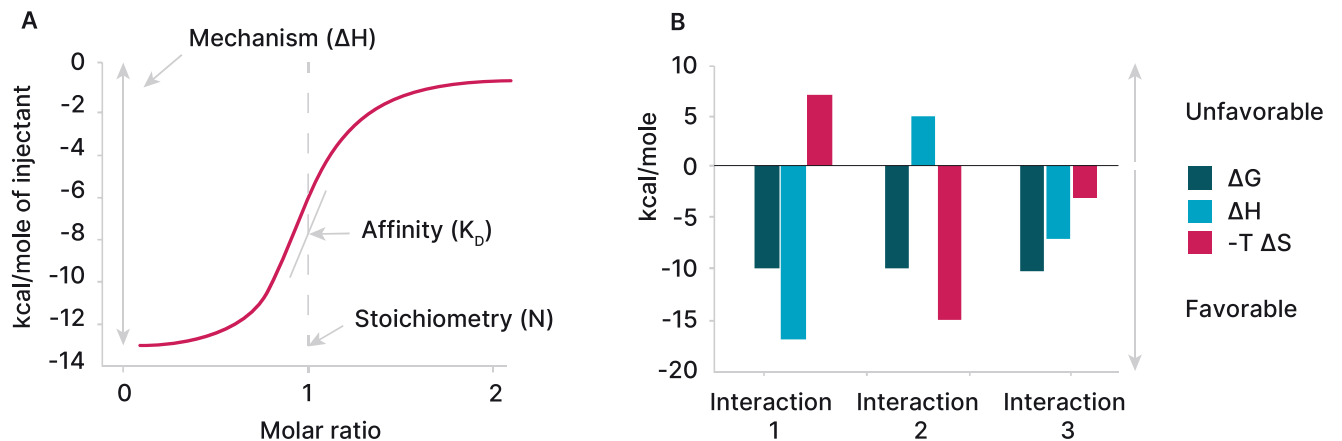 A
Mechanism (ΔH)
0
-2
-4
-6
-8
-10
-12
-14
kcal/mole of injectant
Affinity (KD)
Stoichiometry (N)
0
1
2
Molar ratio
B
10
5
0
-5
-10
-15
-20
kcal/mole
Interaction
1
Interaction
2
Interaction
3
Unfavorable
ΔG
ΔH
-T ΔS
Favorable